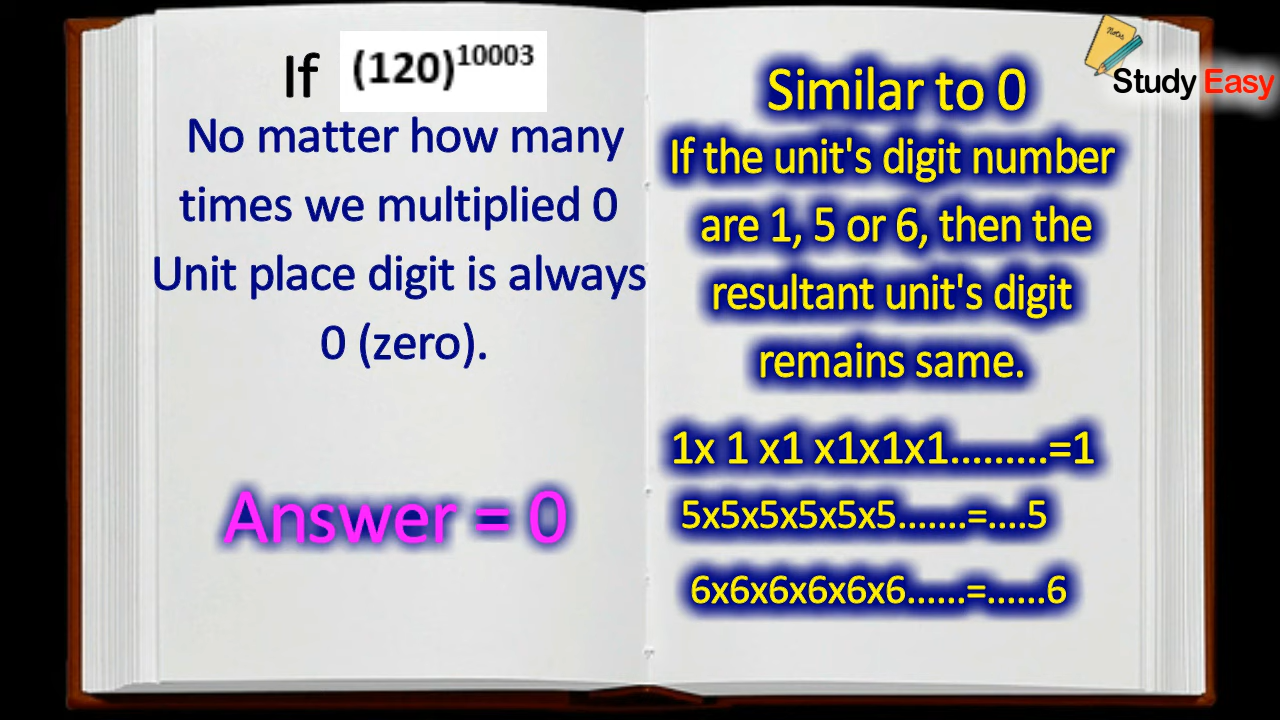 If (120)^10003
No matter how many
times we multiplied 0
Unit place digit is always
0 (zero).
Answer = 0
Notes
Study Easy
Similar to 0
If the unit's digit number
are 1, 5 or 6, then the
resultant unit's digit
remains same.
1x 1 x1 x1x1x1.........=1
5x5x5x5x5x5.......=....5
6x6x6x6x6x6......=......6